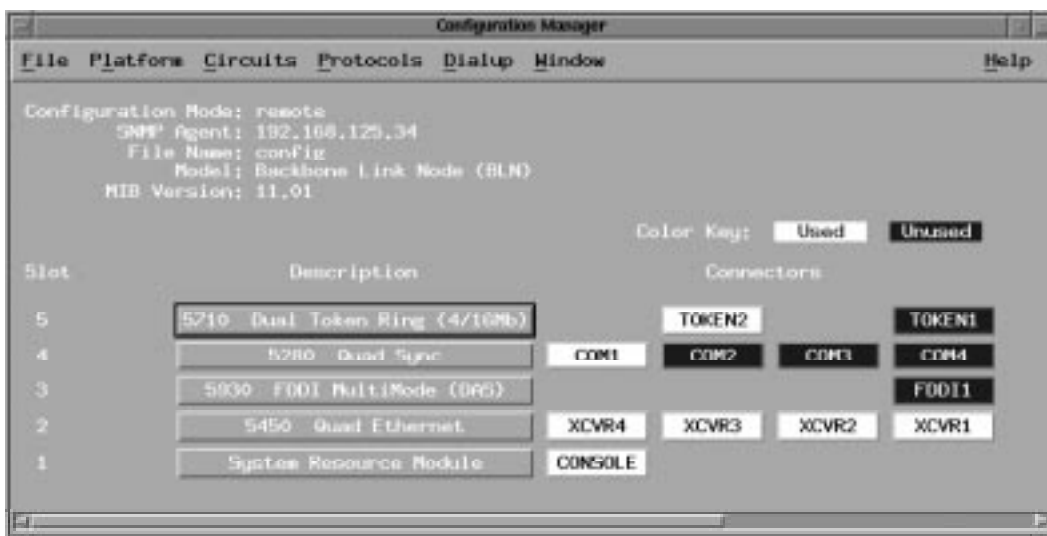 Configuration Manager
File Platform Circuits Protocols Dialup Window Help
Configuration Mode: remote
SNMP Agent: 192.168.125.34
File Name: config
Model: Backbone Link Node (BLN)
MIB Version: 11.01
Color Key: Used Unused
Slot Description Connectors
5 5710 Dual Token Ring (4/16Mb) TOKEN2 TOKEN1
4 5280 Quad Sync COM1 COM2 COM3 COM4
3 5930 FDDI MultiMode (DAS) FDDI1
2 5450 Quad Ethernet XCVR4 XCVR3 XCVR2 XCVR1
1 System Resource Module CONSOLE